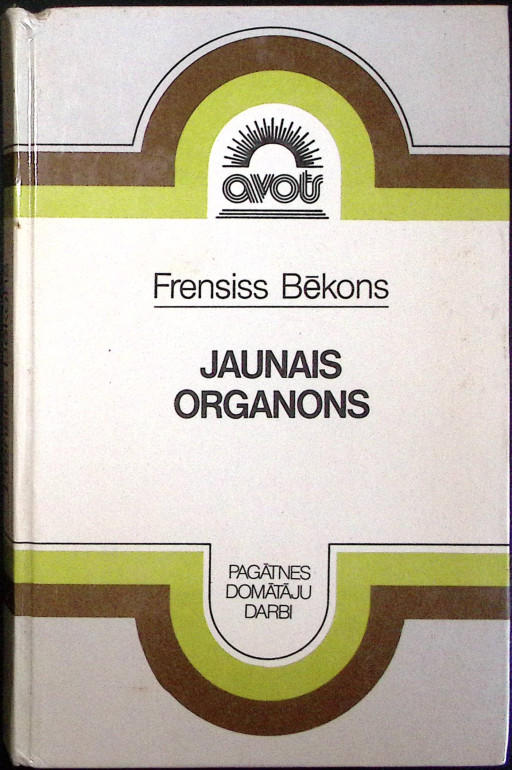 avots
Frensiss Bēkons
JAUNAIS
ORGANONS
PAGĀTNES
DOMĀTĀJU
DARBI